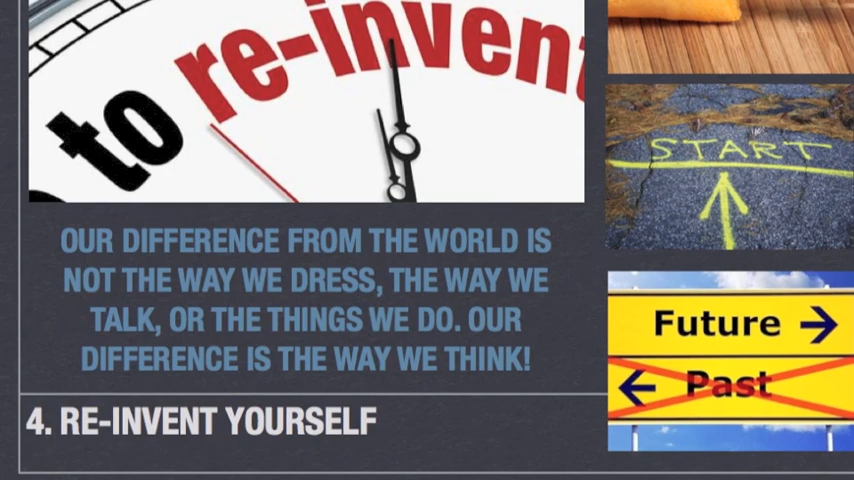 to re-invent
START
OUR DIFFERENCE FROM THE WORLD IS
NOT THE WAY WE DRESS, THE WAY WE
TALK, OR THE THINGS WE DO. OUR
DIFFERENCE IS THE WAY WE THINK!
Future
Past
4. RE-INVENT YOURSELF